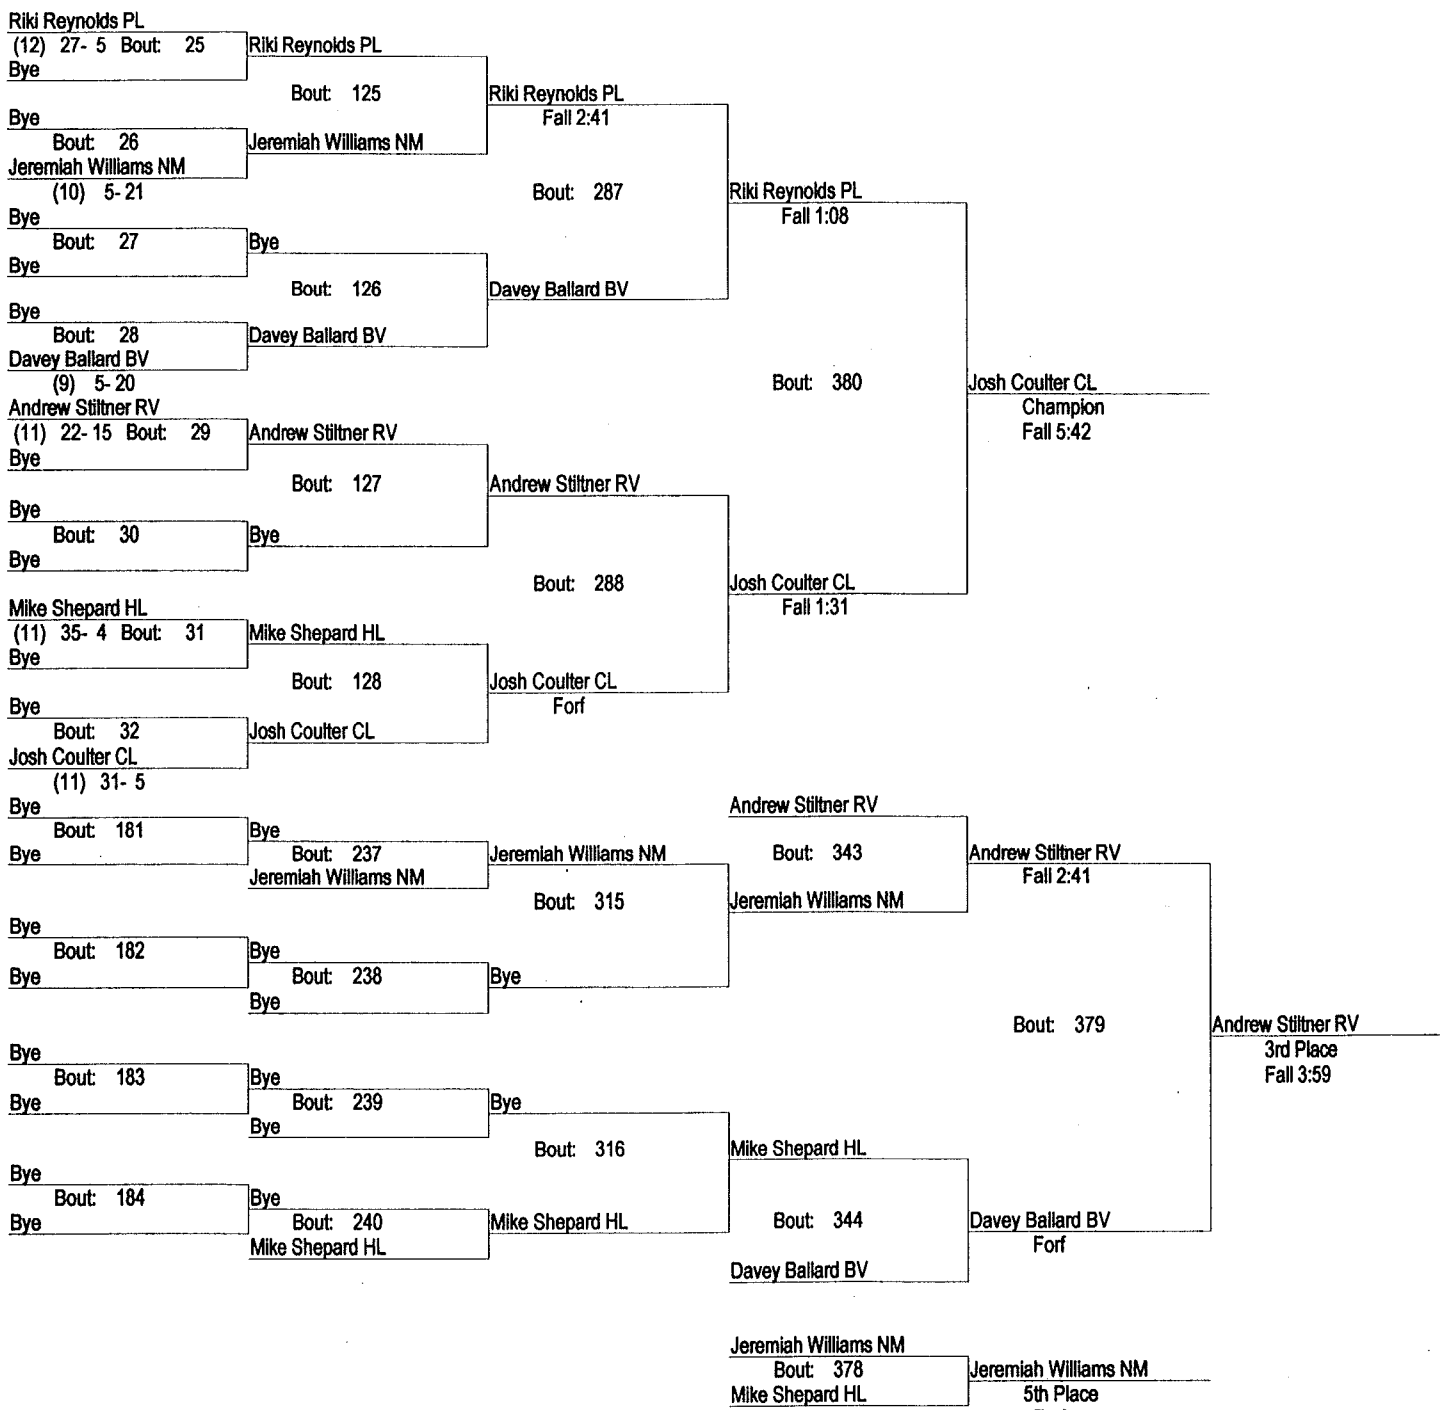 Riki Reynolds PL
(12) 27- 5 Bout: 25
Bye
Riki Reynolds PL
Bout: 125
Bye
Bout: 26
Jeremiah Williams NM
(10) 5- 21
Jeremiah Williams NM
Riki Reynolds PL
Fall 2:41
Bout: 287
Bye
Bout: 27
Bye
Bye
Bout: 126
Bye
Bout: 28
Davey Ballard BV
(9) 5- 20
Davey Ballard BV
Davey Ballard BV
Riki Reynolds PL
Fall 1:08
Bout: 380
Andrew Stiltner RV
(11) 22- 15 Bout: 29
Bye
Andrew Stiltner RV
Bout: 127
Bye
Bout: 30
Bye
Bye
Andrew Stiltner RV
Bout: 288
Mike Shepard HL
(11) 35- 4 Bout: 31
Bye
Mike Shepard HL
Bout: 128
Bye
Bout: 32
Josh Coulter CL
(11) 31- 5
Josh Coulter CL
Josh Coulter CL
Forf
Josh Coulter CL
Fall 1:31
Josh Coulter CL
Champion
Fall 5:42
Bye
Bout: 181
Bye
Bye
Bout: 237
Jeremiah Williams NM
Jeremiah Williams NM
Bout: 315
Bye
Bout: 182
Bye
Bye
Bout: 238
Bye
Bye
Andrew Stiltner RV
Bout: 343
Jeremiah Williams NM
Andrew Stiltner RV
Fall 2:41
Bout: 379
Bye
Bout: 183
Bye
Bye
Bout: 239
Bye
Bye
Bout: 316
Bye
Bout: 184
Bye
Bye
Bout: 240
Mike Shepard HL
Mike Shepard HL
Mike Shepard HL
Bout: 344
Davey Ballard BV
Davey Ballard BV
Forf
Andrew Stiltner RV
3rd Place
Fall 3:59
Jeremiah Williams NM
Bout: 378
Mike Shepard HL
Jeremiah Williams NM
5th Place